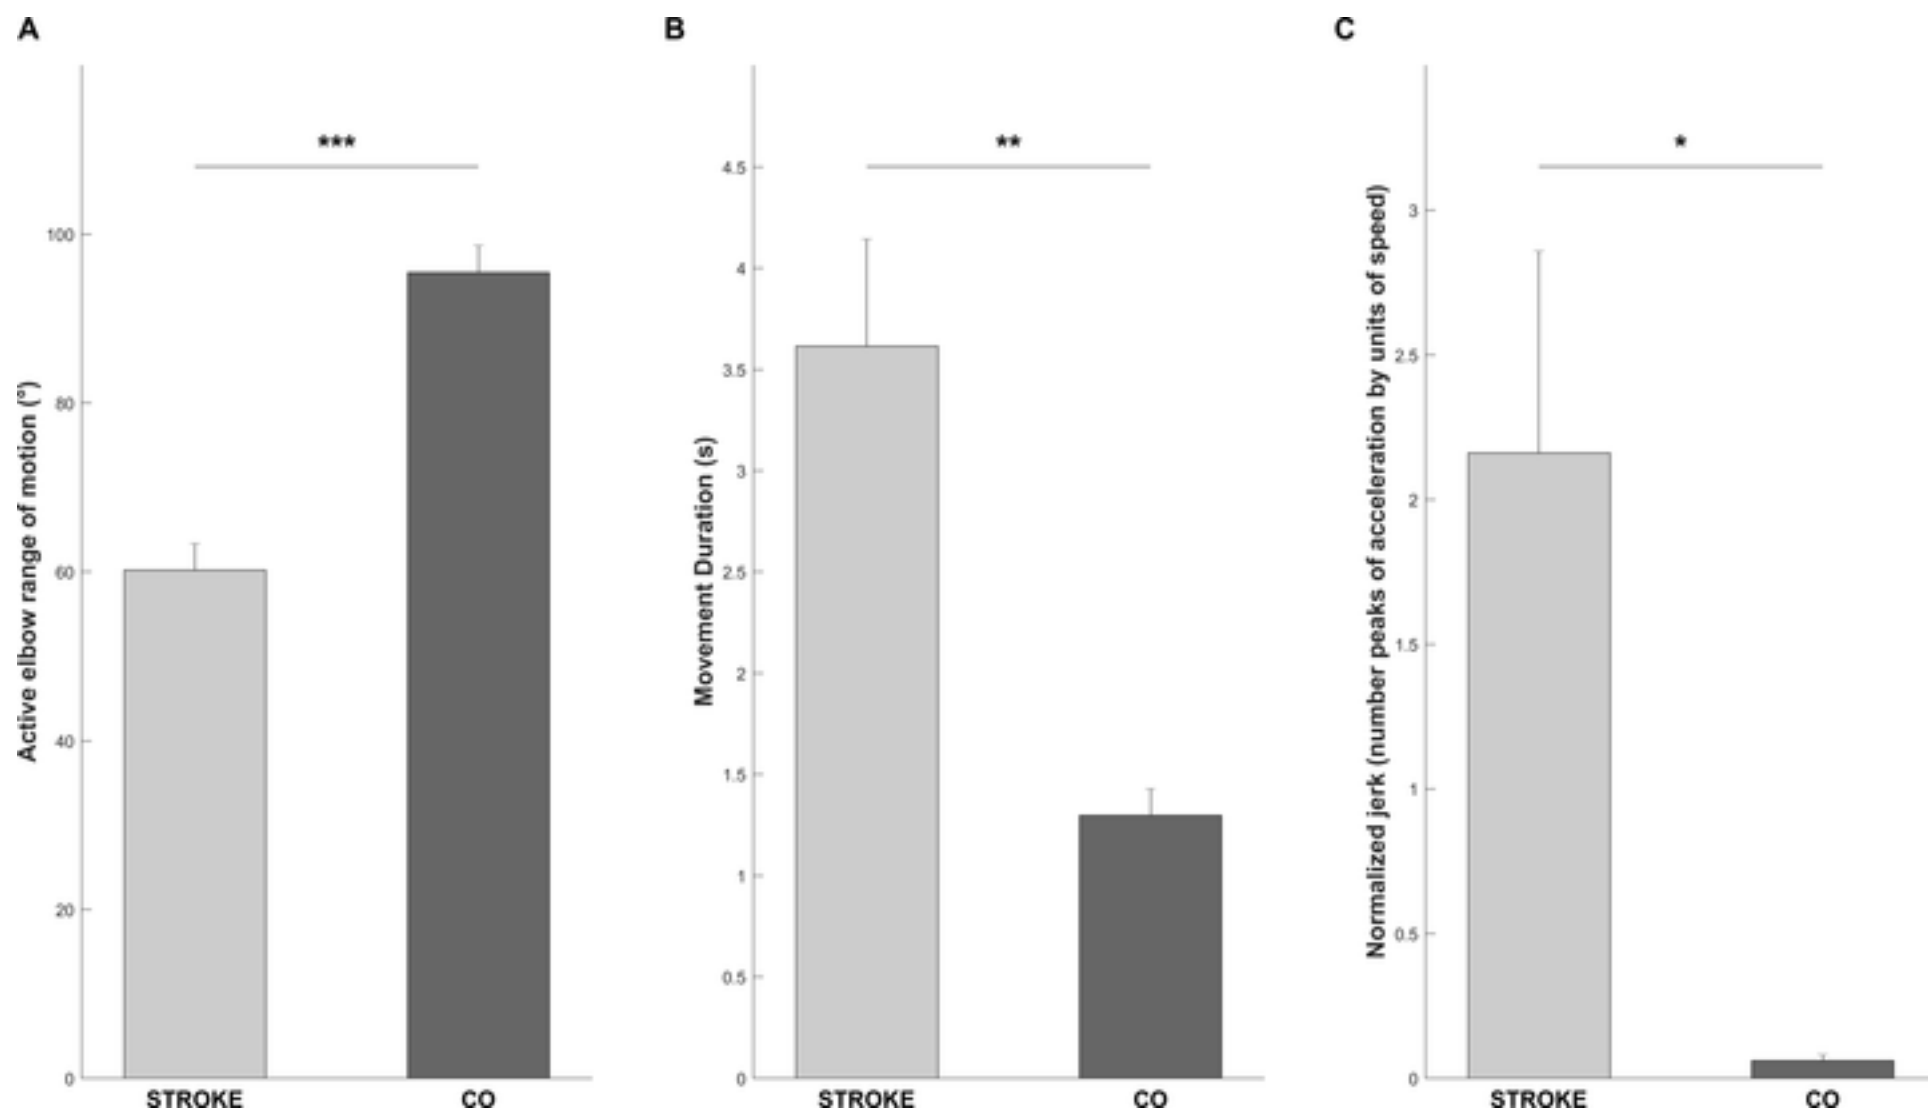 A
***
Active elbow range of motion (°)
100
80
60
40
20
0
STROKE CO
B
**
Movement Duration (s)
4.5
4
3.5
3
2.5
2
1.5
1
0.5
0
STROKE CO
C
*
Normalized jerk (number peaks of acceleration by units of speed)
3
2.5
2
1.5
1
0.5
0
STROKE CO